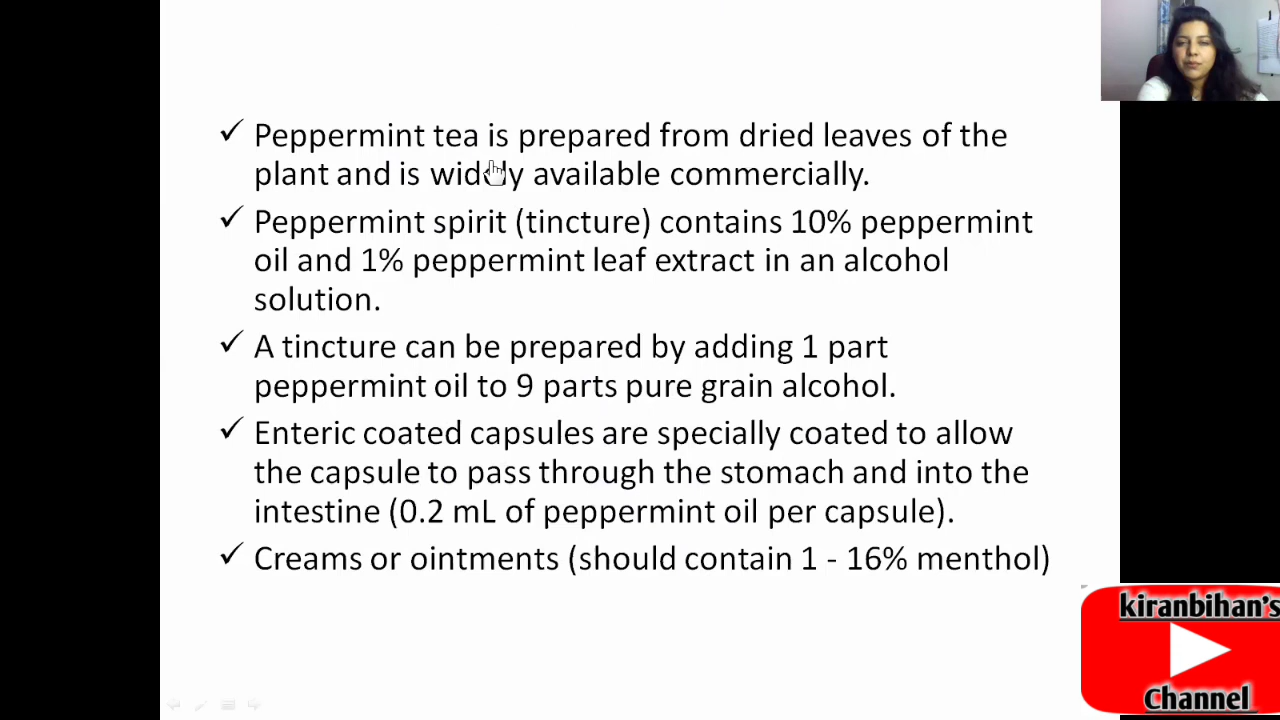 ✓ Peppermint tea is prepared from dried leaves of the
plant and is widely available commercially.
✓ Peppermint spirit (tincture) contains 10% peppermint
oil and 1% peppermint leaf extract in an alcohol
solution.
✓ A tincture can be prepared by adding 1 part
peppermint oil to 9 parts pure grain alcohol.
✓ Enteric coated capsules are specially coated to allow
the capsule to pass through the stomach and into the
intestine (0.2 mL of peppermint oil per capsule).
✓ Creams or ointments (should contain 1 - 16% menthol)
kiranbihan's
Channel